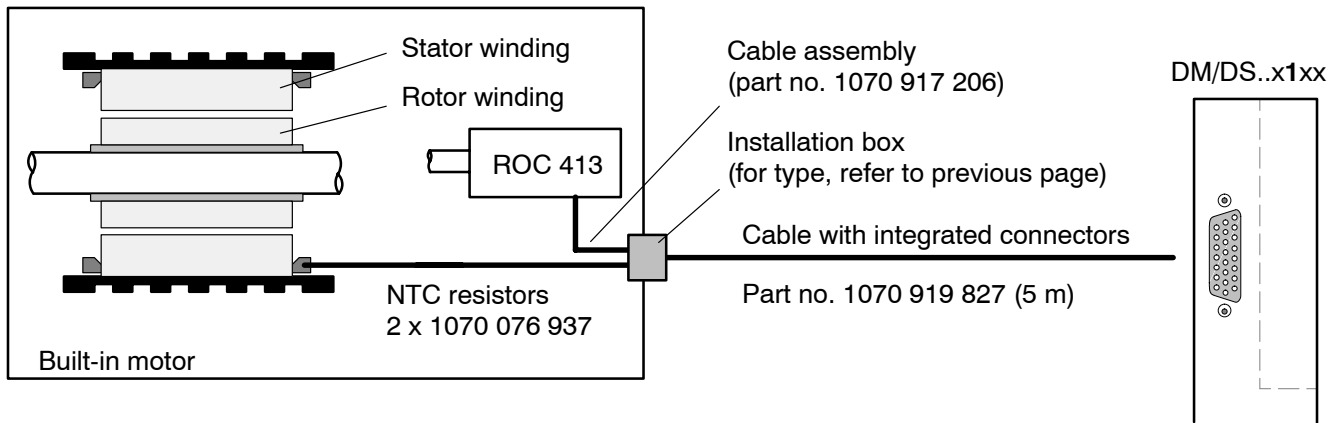 Stator winding
Rotor winding
ROC 413
NTC resistors
2 x 1070 076 937
Built-in motor
Cable assembly
(part no. 1070 917 206)
Installation box
(for type, refer to previous page)
Cable with integrated connectors
Part no. 1070 919 827 (5 m)
DM/DS..x1xx